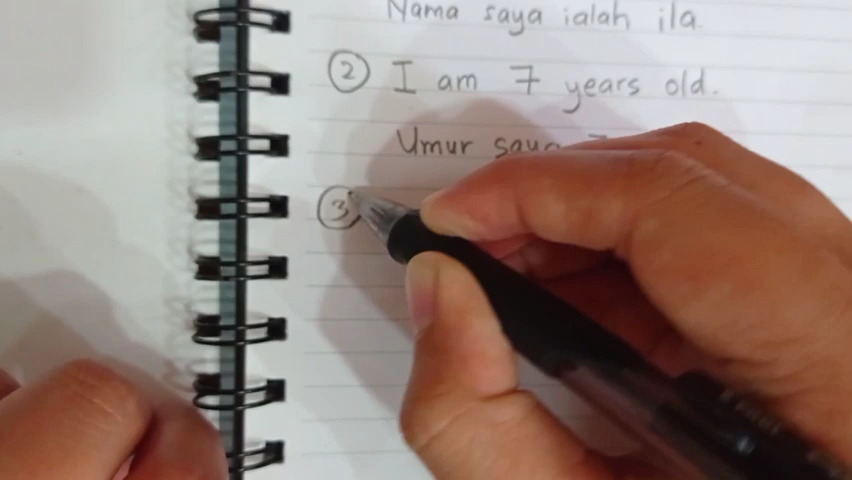 Nama saya ialah ila.
② I am 7 years old.
Umur saya
③